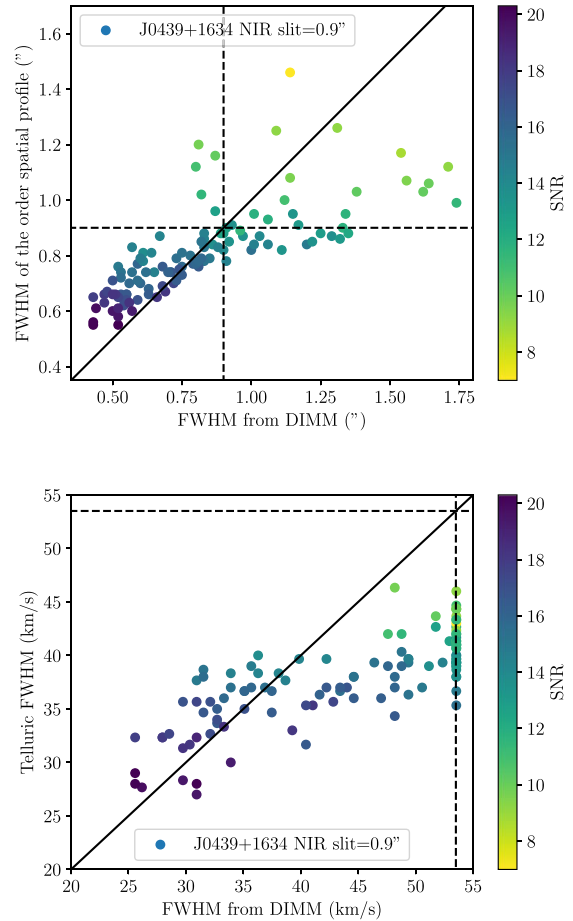 J0439+1634 NIR slit=0.9”
FWHM of the order spatial profile (”)
1.6
1.4
1.2
1.0
0.8
0.6
0.4
0.50 0.75 1.00 1.25 1.50 1.75
FWHM from DIMM (”)
20
18
16
14
12
10
8
SNR
Telluric FWHM (km/s)
55
50
45
40
35
30
25
20
J0439+1634 NIR slit=0.9”
20 25 30 35 40 45 50 55
FWHM from DIMM (km/s)
20
18
16
14
12
10
8
SNR